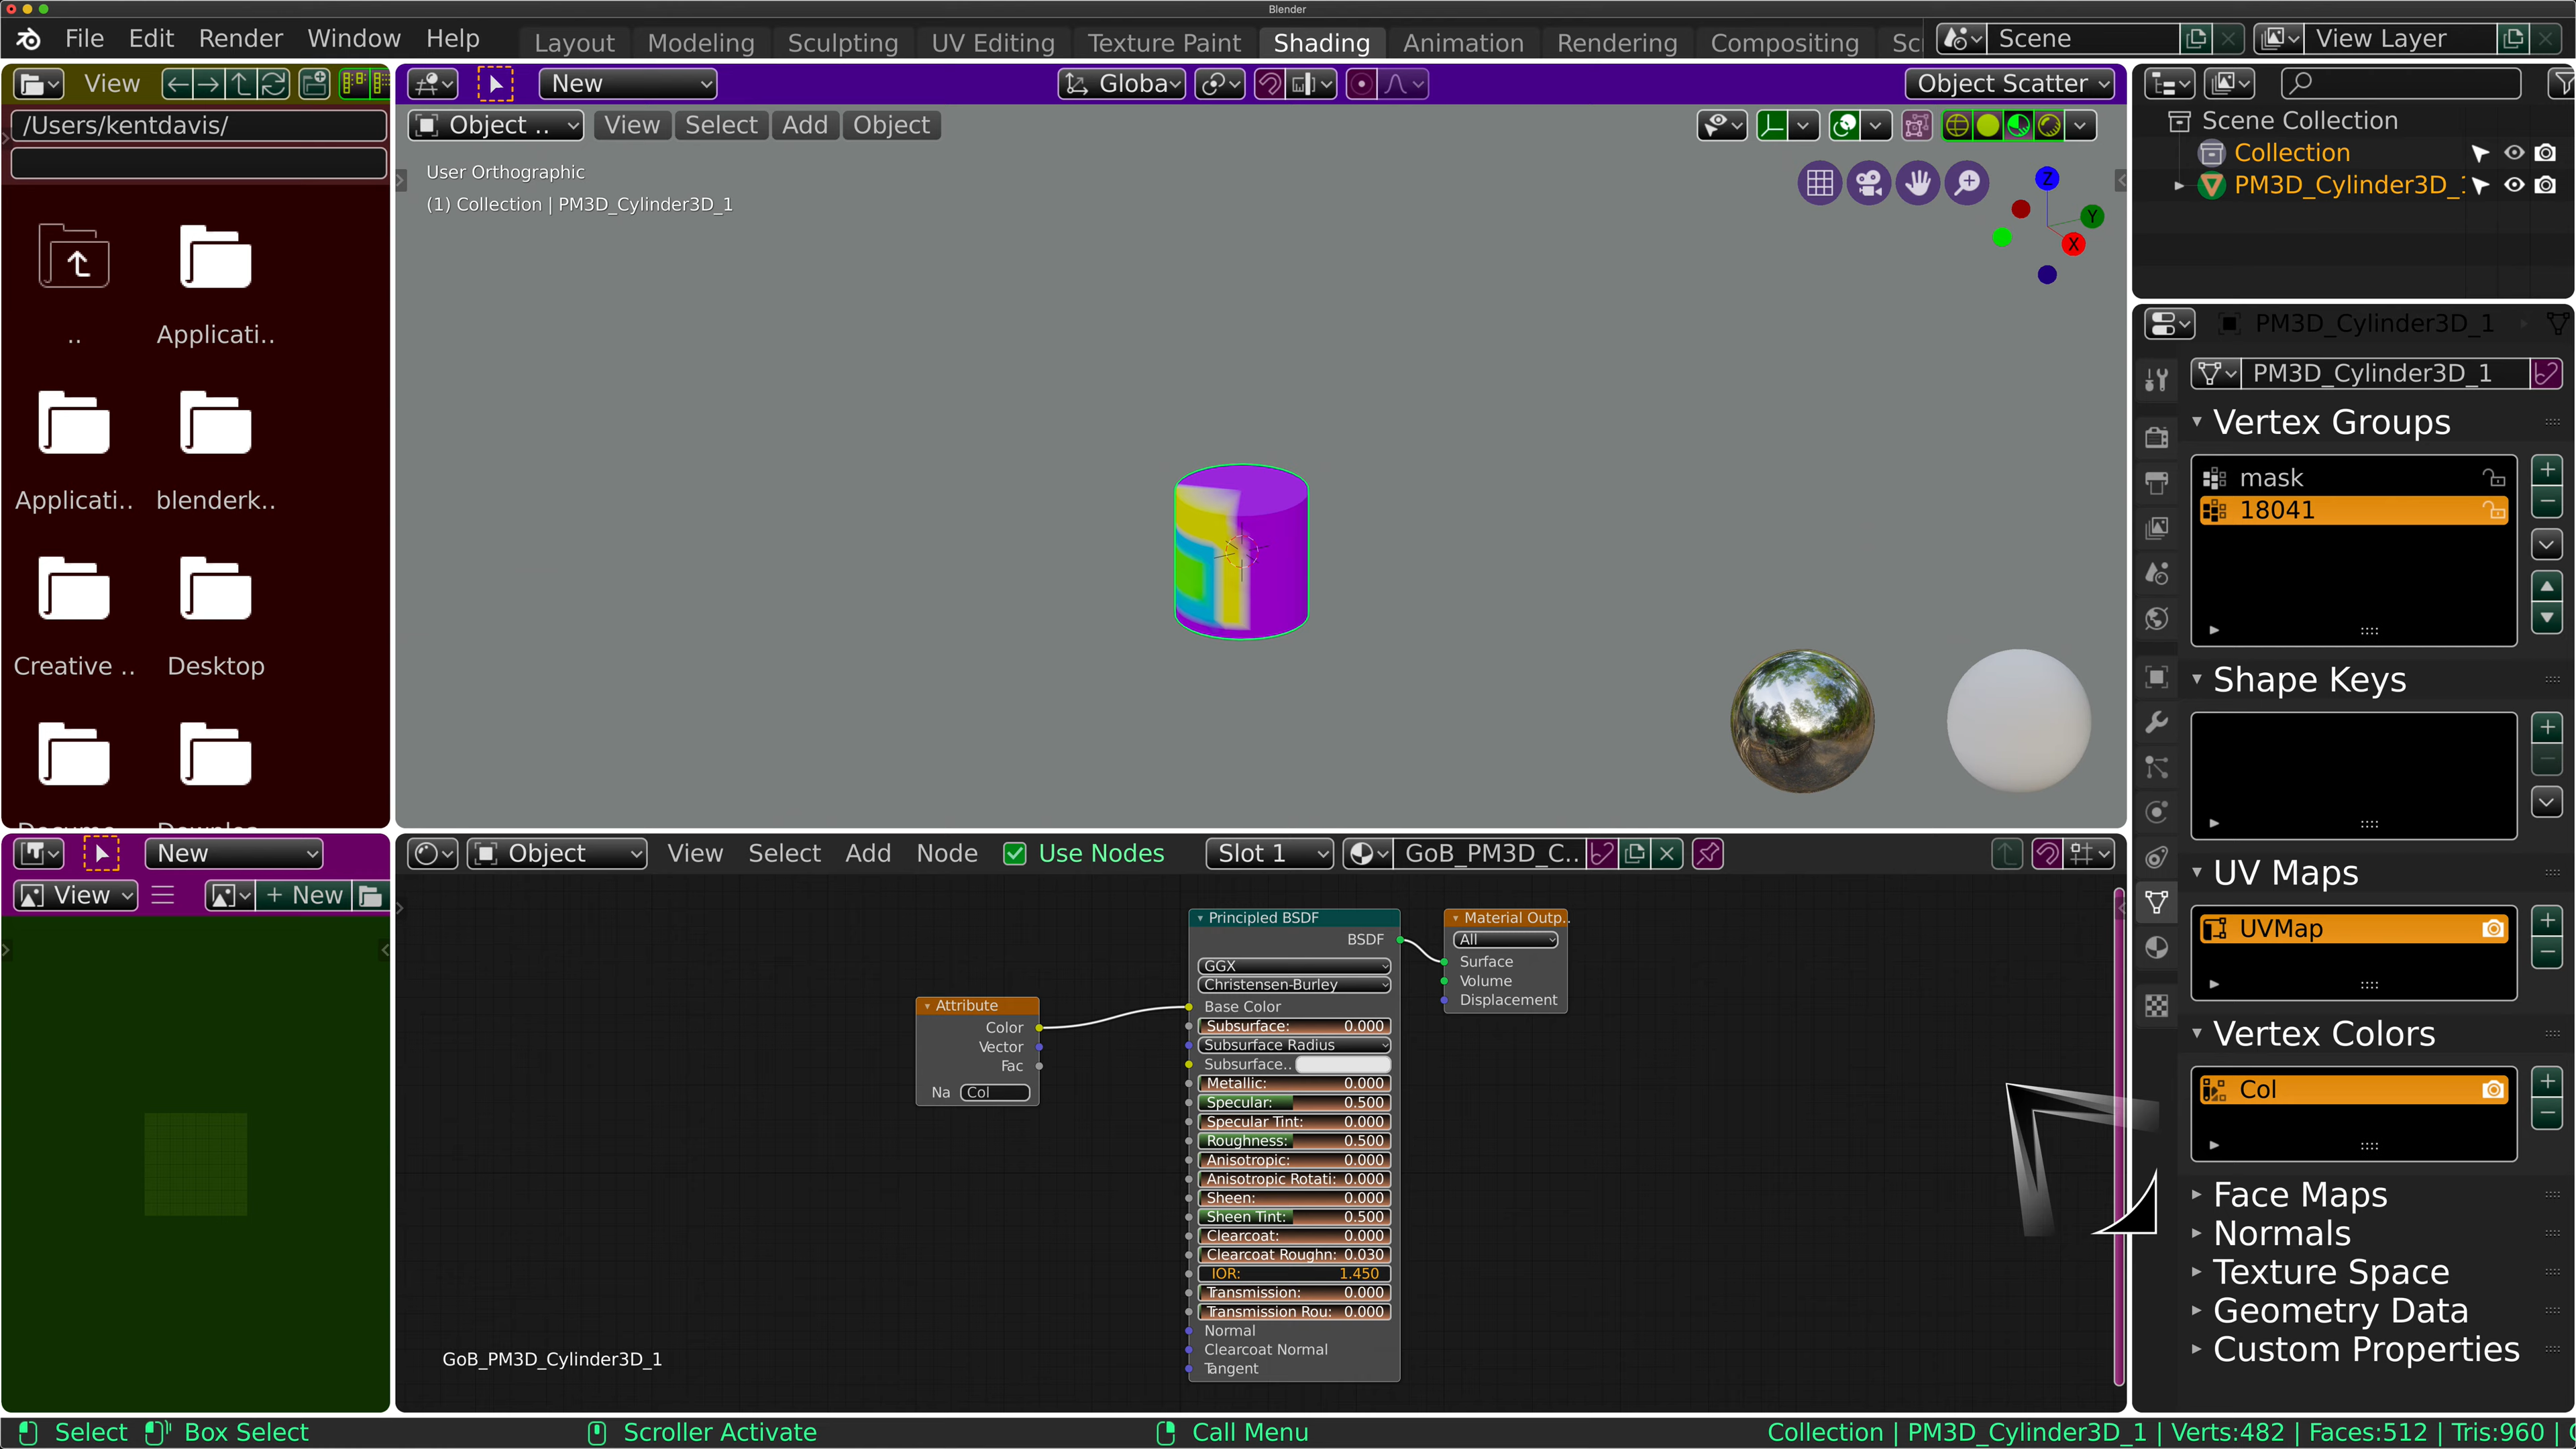 Blender
File Edit Render Window Help Layout Modeling Sculpting UV Editing Texture Paint Shading Animation Rendering Compositing Sc Scene View Layer
View
/Users/kentdavis/
..
Applicati..
Applicati..
blenderk..
Creative ..
Desktop
New Globa Object Scatter
Object .. View Select Add Object
User Orthographic
(1) Collection | PM3D_Cylinder3D_1
Z
Y
X
Scene Collection
Collection
PM3D_Cylinder3D_1
PM3D_Cylinder3D_1
PM3D_Cylinder3D_1
Vertex Groups
mask
18041
Shape Keys
UV Maps
UVMap
Vertex Colors
Col
Face Maps
Normals
Texture Space
Geometry Data
Custom Properties
New
View + New
Object View Select Add Node Use Nodes Slot 1 GoB_PM3D_C..
Attribute
Color
Vector
Fac
Na Col
Principled BSDF
BSDF
GGX
Christensen-Burley
Base Color
Subsurface: 0.000
Subsurface Radius
Subsurface..
Metallic: 0.000
Specular: 0.500
Specular Tint: 0.000
Roughness: 0.500
Anisotropic: 0.000
Anisotropic Rotati: 0.000
Sheen: 0.000
Sheen Tint: 0.500
Clearcoat: 0.000
Clearcoat Roughn: 0.030
IOR: 1.450
Transmission: 0.000
Transmission Rou: 0.000
Normal
Clearcoat Normal
Tangent
Material Outp..
All
Surface
Volume
Displacement
GoB_PM3D_Cylinder3D_1
Select Box Select Scroller Activate Call Menu Collection | PM3D_Cylinder3D_1 | Verts:482 | Faces:512 | Tris:960 |